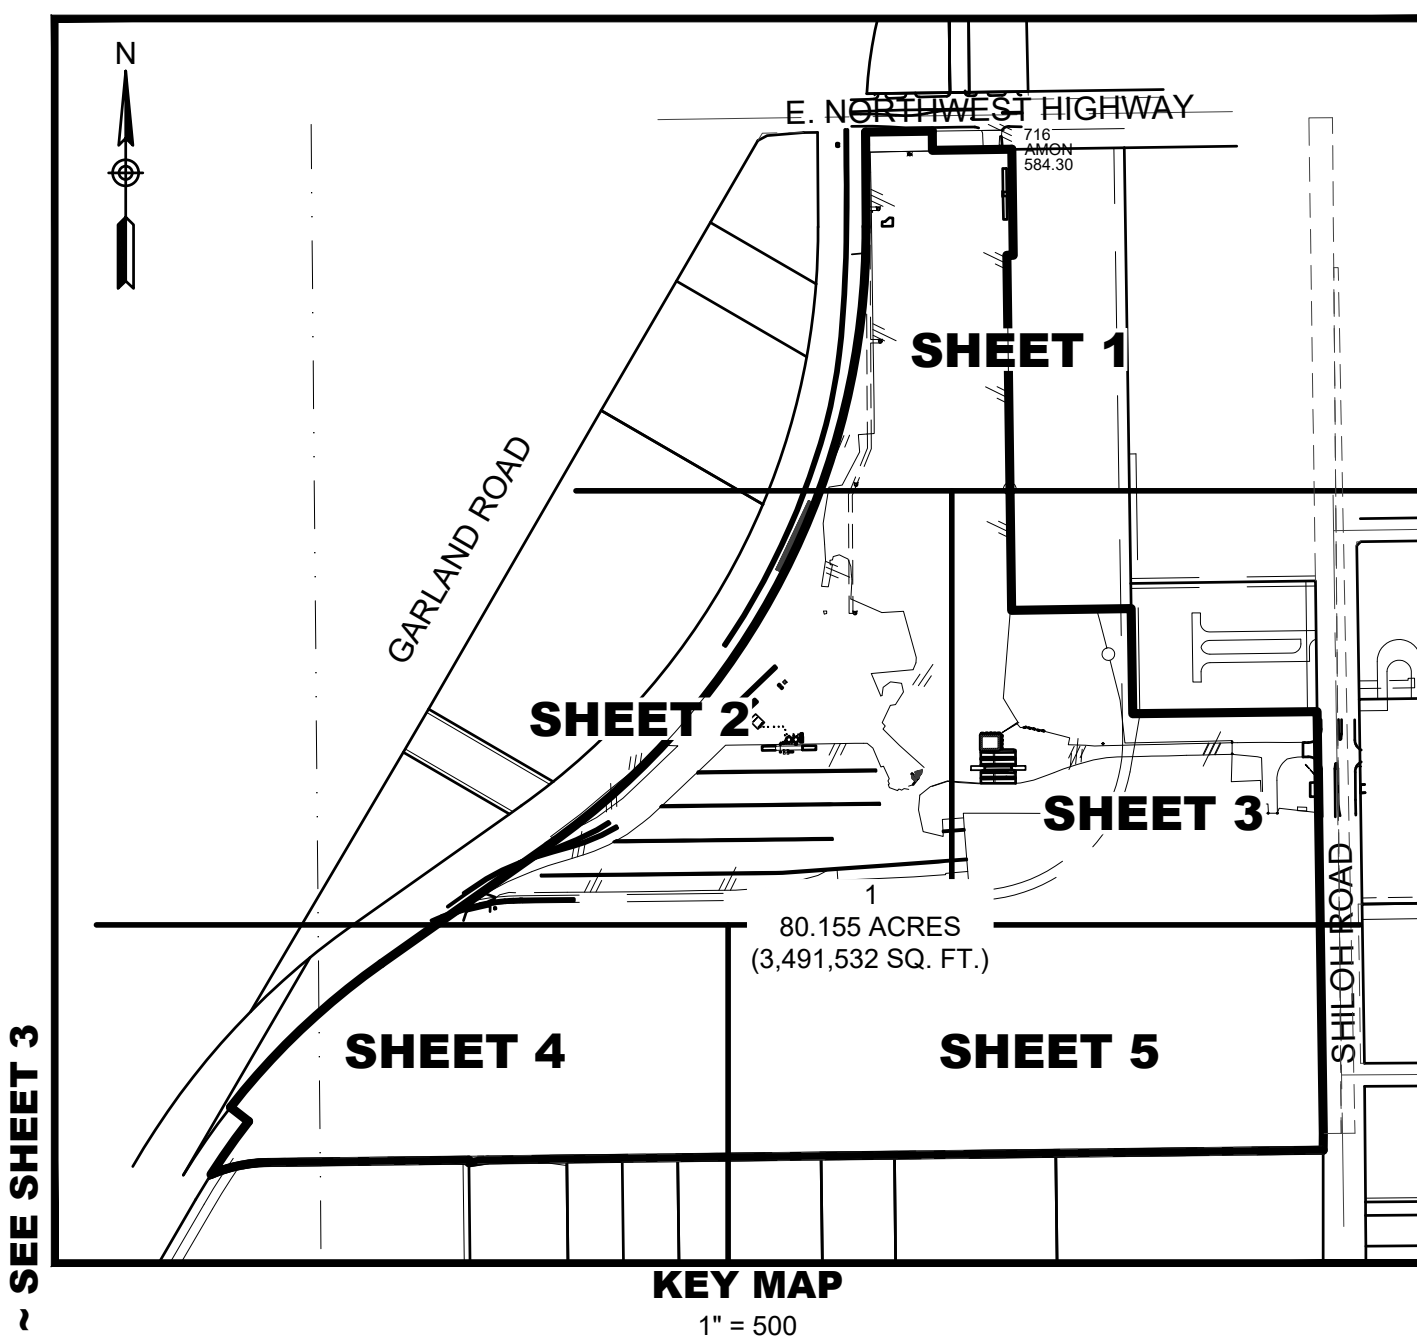 N
E. NORTHWEST HIGHWAY
716
AMON
584.30
SHEET 1
GARLAND ROAD
SHEET 2
SHEET 3
1
80.155 ACRES
(3,491,532 SQ. FT.)
SHILOH ROAD
SHEET 4
SHEET 5
~ SEE SHEET 3
KEY MAP
1" = 500